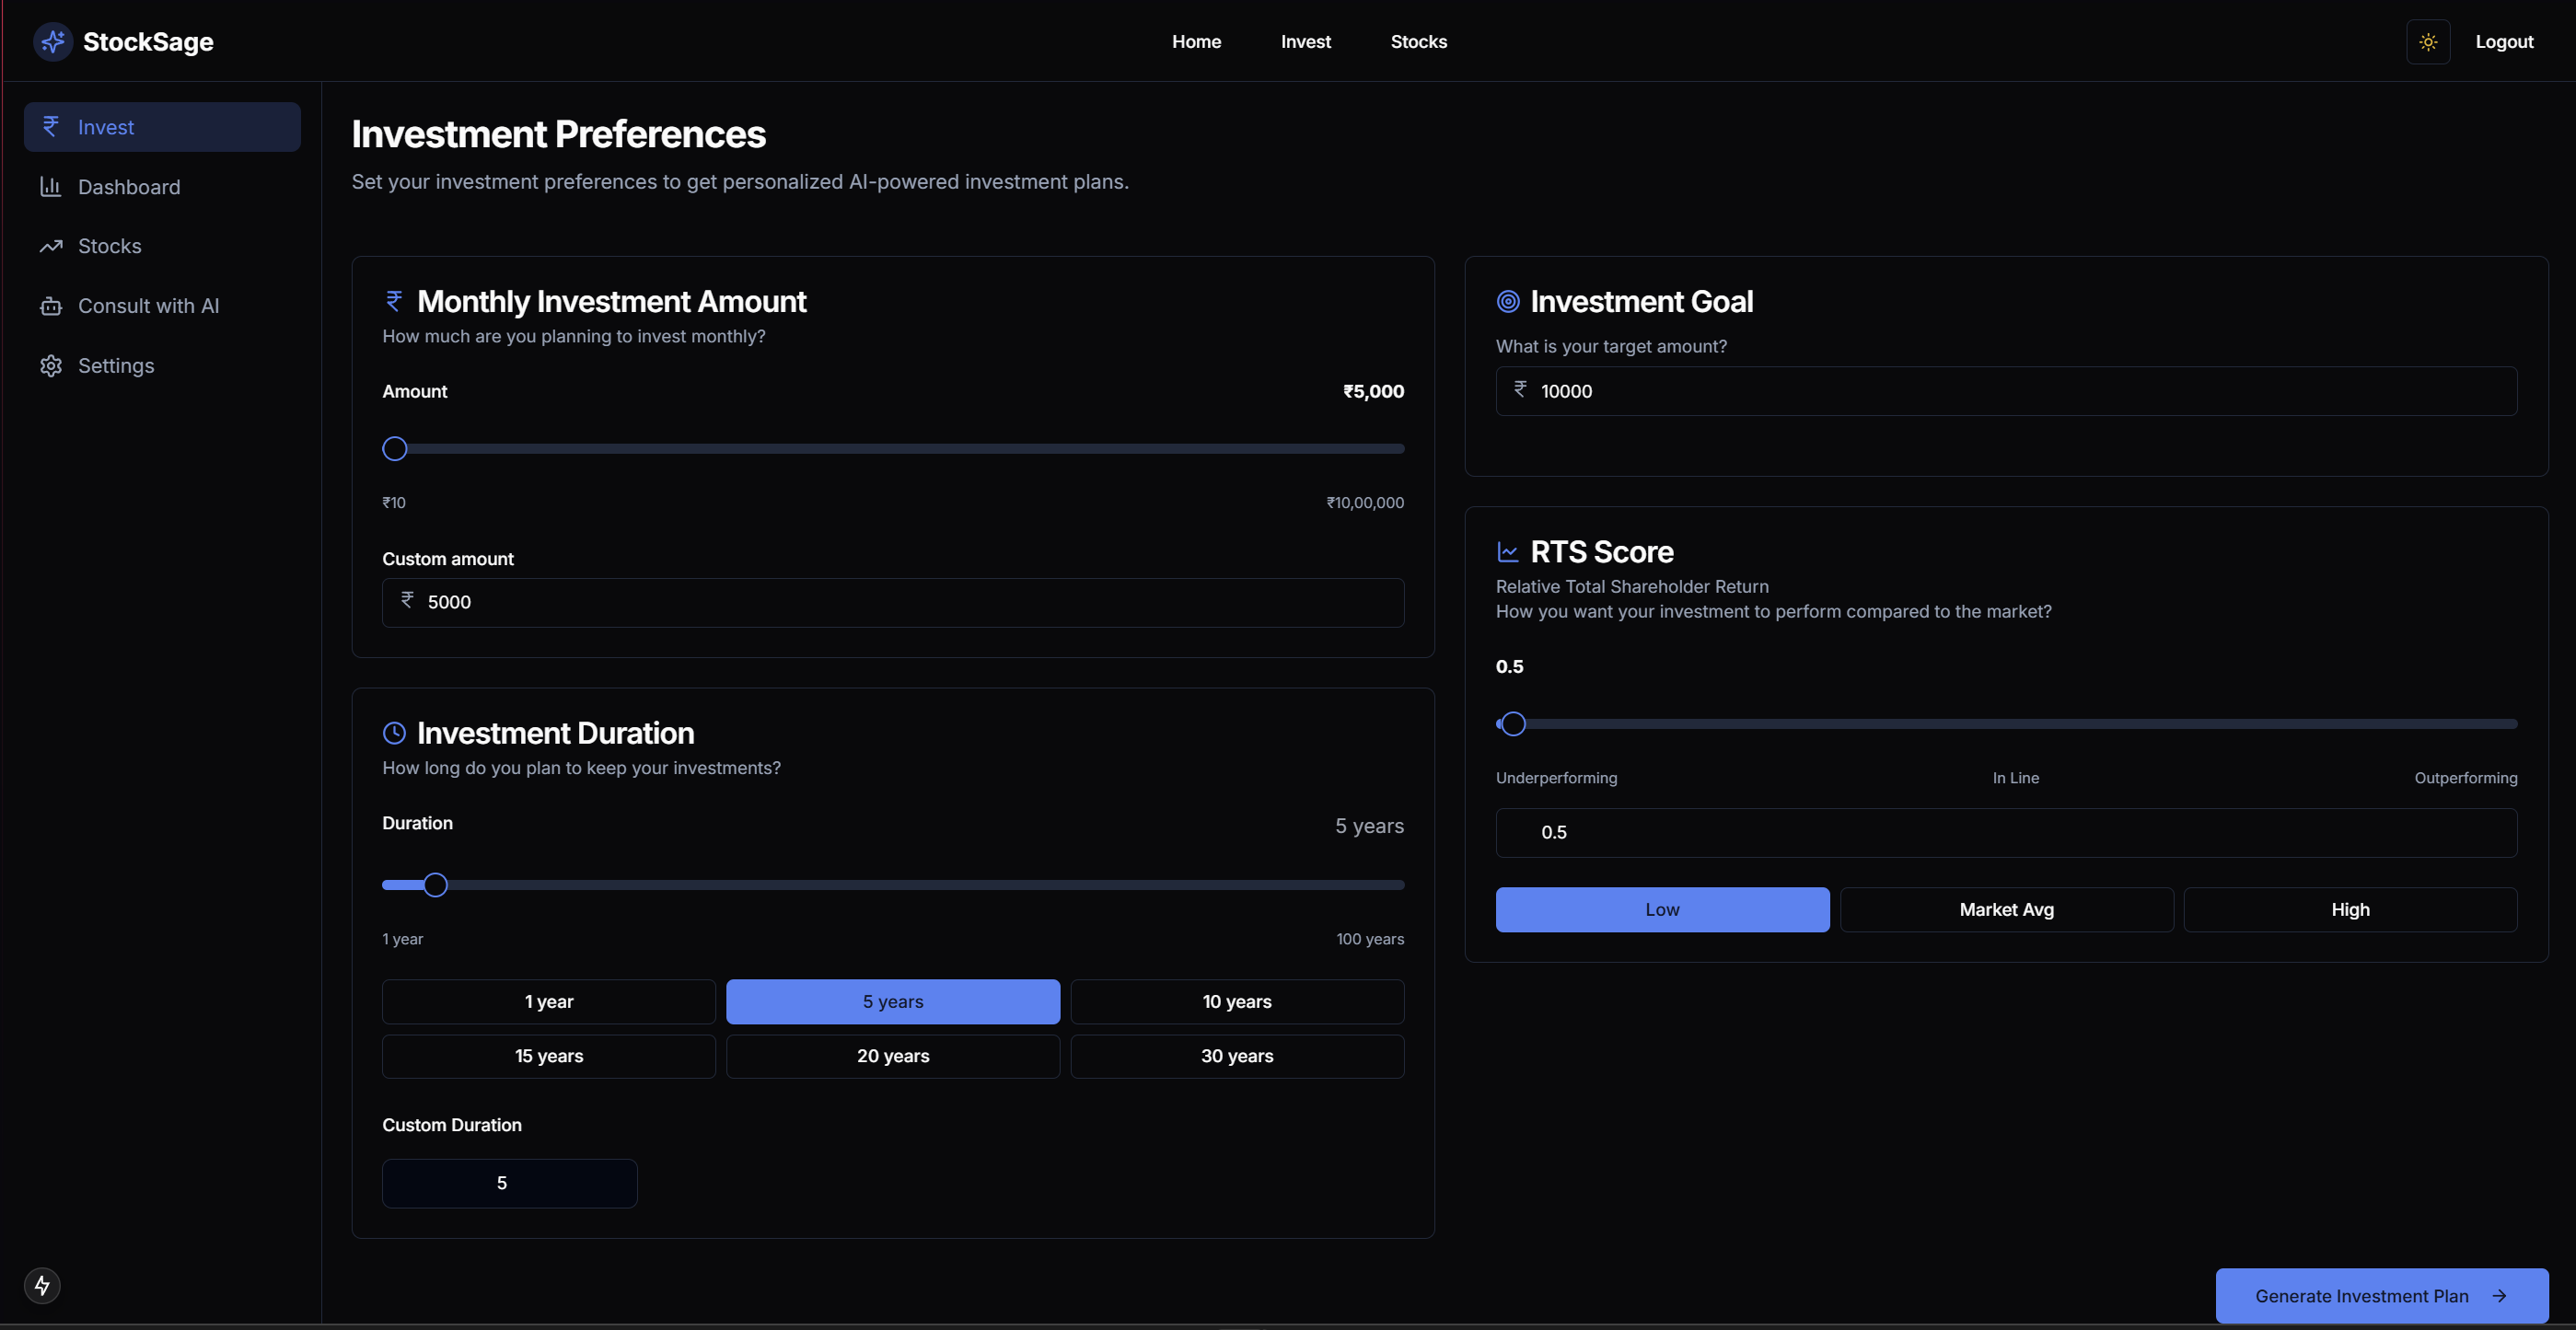 StockSage
Home
Invest
Stocks
Logout
Invest
Dashboard
Stocks
Consult with AI
Settings
Investment Preferences
Set your investment preferences to get personalized AI-powered investment plans.
Monthly Investment Amount
How much are you planning to invest monthly?
Amount
₹5,000
₹10
₹10,00,000
Custom amount
₹ 5000
Investment Duration
How long do you plan to keep your investments?
Duration
5 years
1 year
100 years
1 year
5 years
10 years
15 years
20 years
30 years
Custom Duration
5
Investment Goal
What is your target amount?
₹ 10000
RTS Score
Relative Total Shareholder Return
How you want your investment to perform compared to the market?
0.5
Underperforming
In Line
Outperforming
0.5
Low
Market Avg
High
Generate Investment Plan